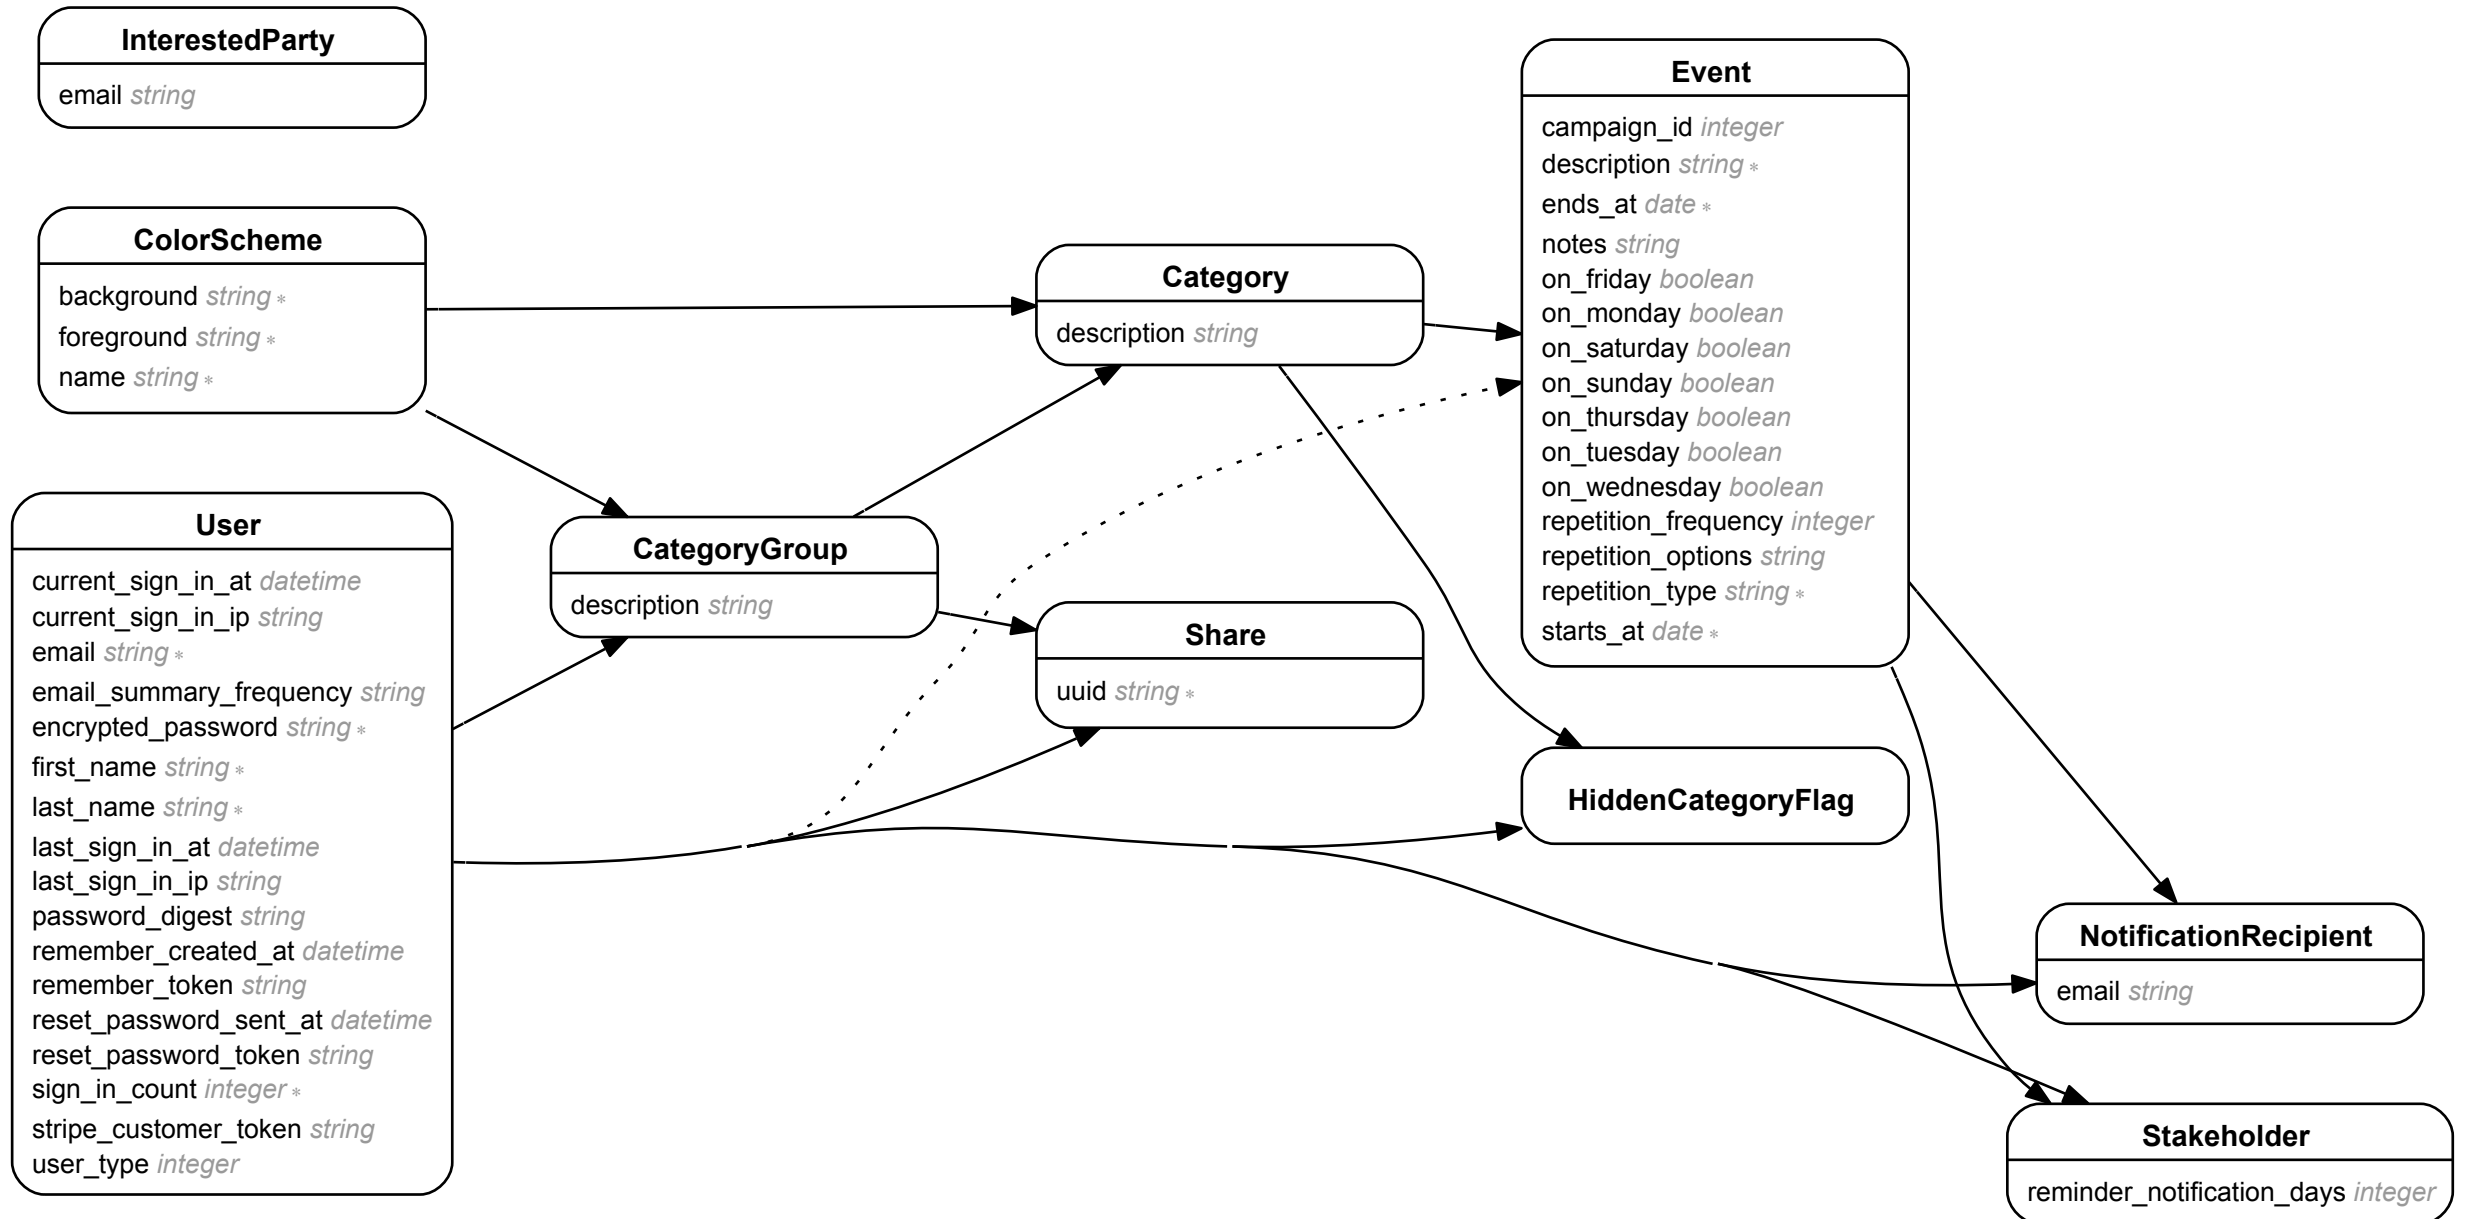 InterestedParty
email string
ColorScheme
background string *
foreground string *
name string *
User
current_sign_in_at datetime
current_sign_in_ip string
email string *
email_summary_frequency string
encrypted_password string *
first_name string *
last_name string *
last_sign_in_at datetime
last_sign_in_ip string
password_digest string
remember_created_at datetime
remember_token string
reset_password_sent_at datetime
reset_password_token string
sign_in_count integer *
stripe_customer_token string
user_type integer
CategoryGroup
description string
Category
description string
Share
uuid string *
Event
campaign_id integer
description string *
ends_at date *
notes string
on_friday boolean
on_monday boolean
on_saturday boolean
on_sunday boolean
on_thursday boolean
on_tuesday boolean
on_wednesday boolean
repetition_frequency integer
repetition_options string
repetition_type string *
starts_at date *
HiddenCategoryFlag
NotificationRecipient
email string
Stakeholder
reminder_notification_days integer